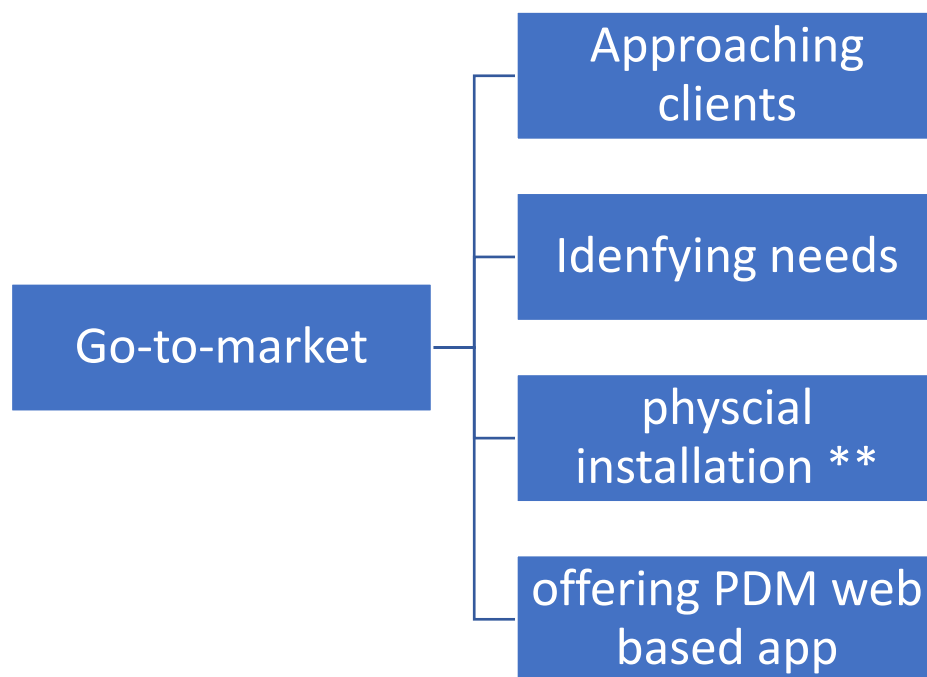 Go-to-market
Approaching
clients
Idenfying needs
physcial
installation **
offering PDM web
based app